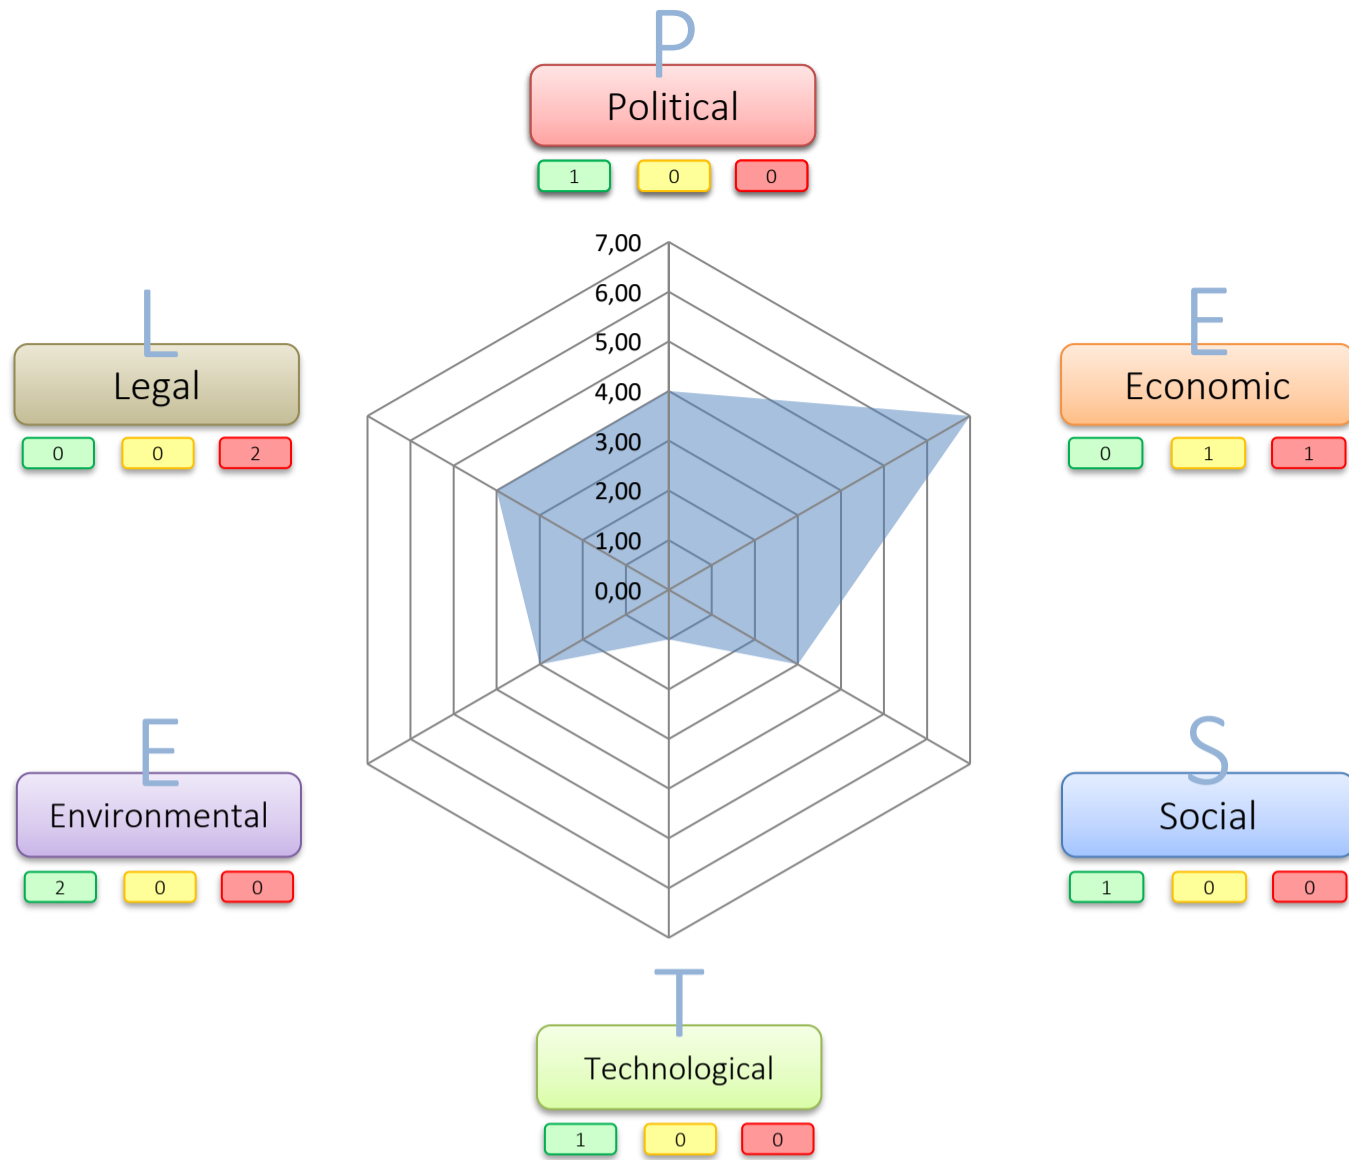 P
Political
1 0 0
L
Legal
0 0 2
E
Economic
0 1 1
7,00
6,00
5,00
4,00
3,00
2,00
1,00
0,00
E
Environmental
2 0 0
S
Social
1 0 0
T
Technological
1 0 0